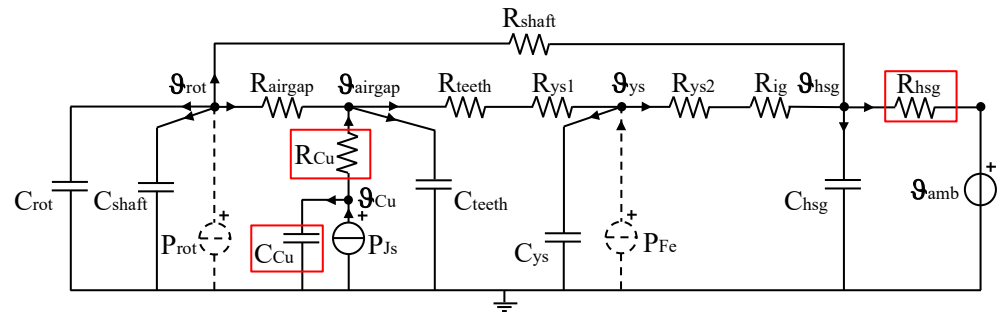 Rshaft
ϑrot
Rairgap
ϑairgap
Rteeth
Rys1
ϑys
Rys2
Rig
ϑhsg
Rhsg
RCu
Crot
Cshaft
ϑCu
Cteeth
Chsg
ϑamb
+
Prot
+
CCu
PJs
+
Cys
PFe
+